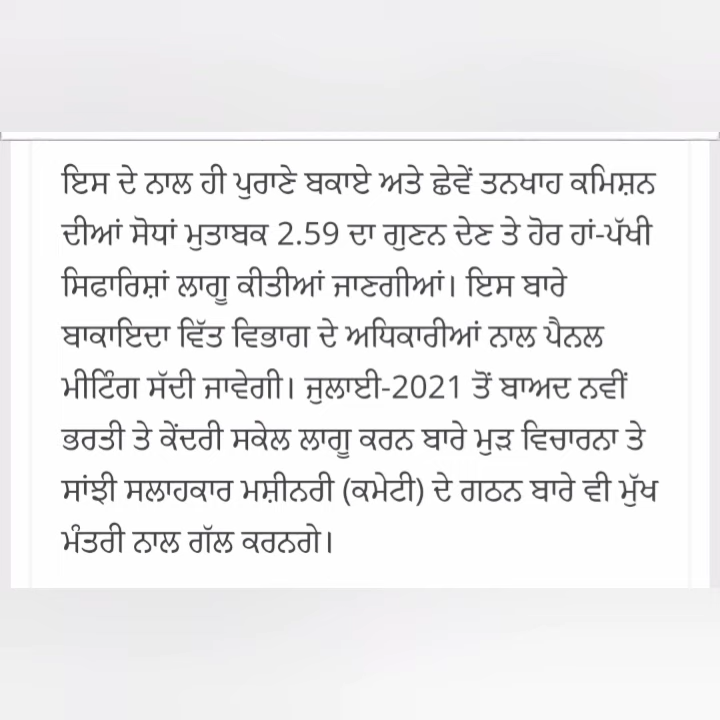 ਇਸ ਦੇ ਨਾਲ ਹੀ ਪੁਰਾਣੇ ਬਕਾਏ ਅਤੇ ਛੇਵੇਂ ਤਨਖਾਹ ਕਮਿਸ਼ਨ
ਦੀਆਂ ਸੋਧਾਂ ਮੁਤਾਬਕ 2.59 ਦਾ ਗੁਣਨ ਦੇਣ ਤੇ ਹੋਰ ਹਾਂ-ਪੱਖੀ
ਸਿਫਾਰਿਸ਼ਾਂ ਲਾਗੂ ਕੀਤੀਆਂ ਜਾਣਗੀਆਂ। ਇਸ ਬਾਰੇ
ਬਾਕਾਇਦਾ ਵਿੱਤ ਵਿਭਾਗ ਦੇ ਅਧਿਕਾਰੀਆਂ ਨਾਲ ਪੈਨਲ
ਮੀਟਿੰਗ ਸੱਦੀ ਜਾਵੇਗੀ। ਜੁਲਾਈ-2021 ਤੋਂ ਬਾਅਦ ਨਵੀਂ
ਭਰਤੀ ਤੇ ਕੇਂਦਰੀ ਸਕੇਲ ਲਾਗੂ ਕਰਨ ਬਾਰੇ ਮੁੜ ਵਿਚਾਰਨਾ ਤੇ
ਸਾਂਝੀ ਸਲਾਹਕਾਰ ਮਸ਼ੀਨਰੀ (ਕਮੇਟੀ) ਦੇ ਗਠਨ ਬਾਰੇ ਵੀ ਮੁੱਖ
ਮੰਤਰੀ ਨਾਲ ਗੱਲ ਕਰਨਗੇ।